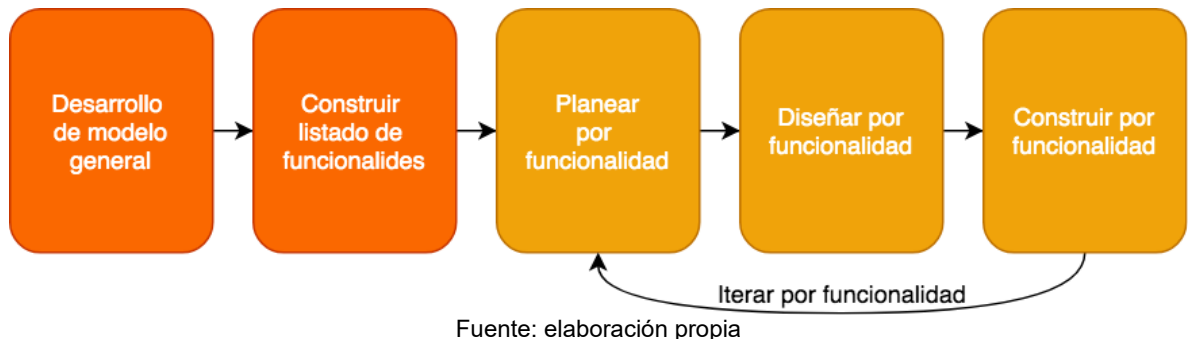 Desarrollo
de modelo
general
Construir
listado de
funcionalides
Planear
por
funcionalidad
Diseñar por
funcionalidad
Construir por
funcionalidad
Iterar por funcionalidad
Fuente: elaboración propia